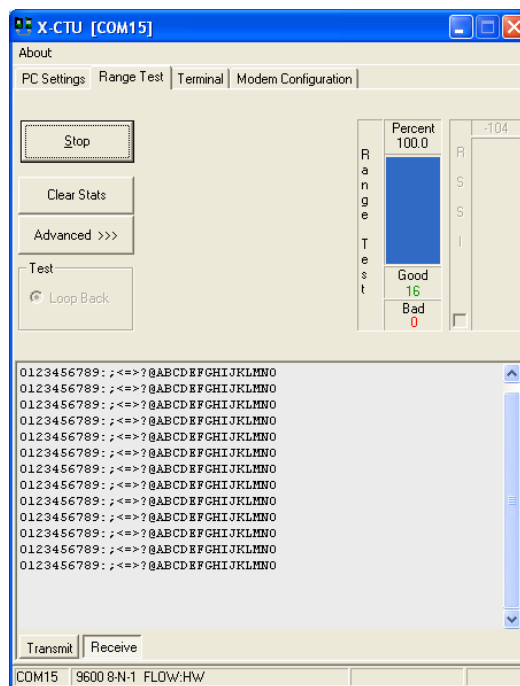 X-CTU [COM15]
About
PC Settings Range Test Terminal Modem Configuration
Stop
Clear Stats
Advanced >>>
Test
Loop Back
Range Test
Percent
100.0
Good
16
Bad
0
RSSI
-104
0123456789:;<=>?@ABCDEFGHIJKLMNO
0123456789:;<=>?@ABCDEFGHIJKLMNO
0123456789:;<=>?@ABCDEFGHIJKLMNO
0123456789:;<=>?@ABCDEFGHIJKLMNO
0123456789:;<=>?@ABCDEFGHIJKLMNO
0123456789:;<=>?@ABCDEFGHIJKLMNO
0123456789:;<=>?@ABCDEFGHIJKLMNO
0123456789:;<=>?@ABCDEFGHIJKLMNO
0123456789:;<=>?@ABCDEFGHIJKLMNO
0123456789:;<=>?@ABCDEFGHIJKLMNO
0123456789:;<=>?@ABCDEFGHIJKLMNO
0123456789:;<=>?@ABCDEFGHIJKLMNO
0123456789:;<=>?@ABCDEFGHIJKLMNO
Transmit Receive
COM15 9600 8-N-1 FLOW:HW